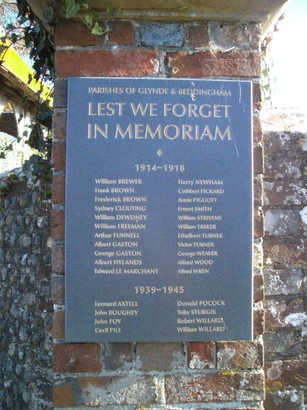 PARISHES OF GLYNDE & BEDDINGHAM
LEST WE FORGET
IN MEMORIAM
1914–1918
William BREWER
Frank BROWN
Frederick BROWN
Sydney CLOUTING
William DEWDNEY
William FREEMAN
Arthur FUNNELL
Albert GASTON
George GASTON
Albert HYLANDS
Edward LE MARCHANT
Harry NEWHAM
Cuthbert PICKARD
Annie PIGGOTT
Ernest SMITH
William STRIVENS
William TASKER
Ethelbert TURNER
Victor TURNER
George WEAVER
Alfred WOOD
Alfred WREN
1939–1945
Leonard AXTELL
John BOUGHEY
John FOY
Cecil PILE
Donald POCOCK
Toby STURGIS
Robert WILLARD
William WILLARD